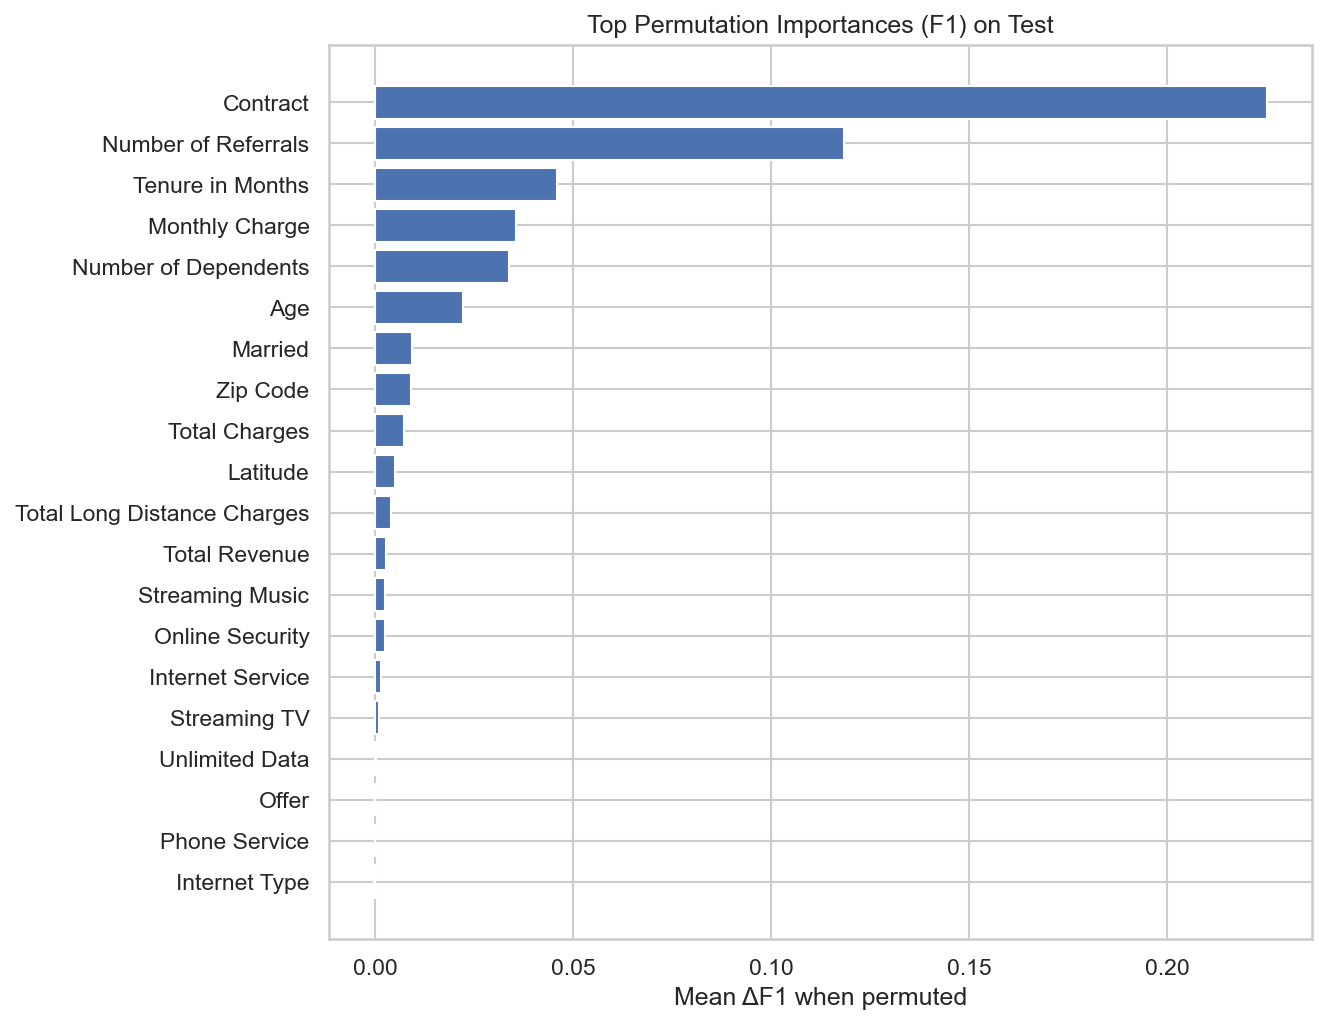 Top Permutation Importances (F1) on Test
Contract
Number of Referrals
Tenure in Months
Monthly Charge
Number of Dependents
Age
Married
Zip Code
Total Charges
Latitude
Total Long Distance Charges
Total Revenue
Streaming Music
Online Security
Internet Service
Streaming TV
Unlimited Data
Offer
Phone Service
Internet Type
0.00 0.05 0.10 0.15 0.20
Mean ΔF1 when permuted